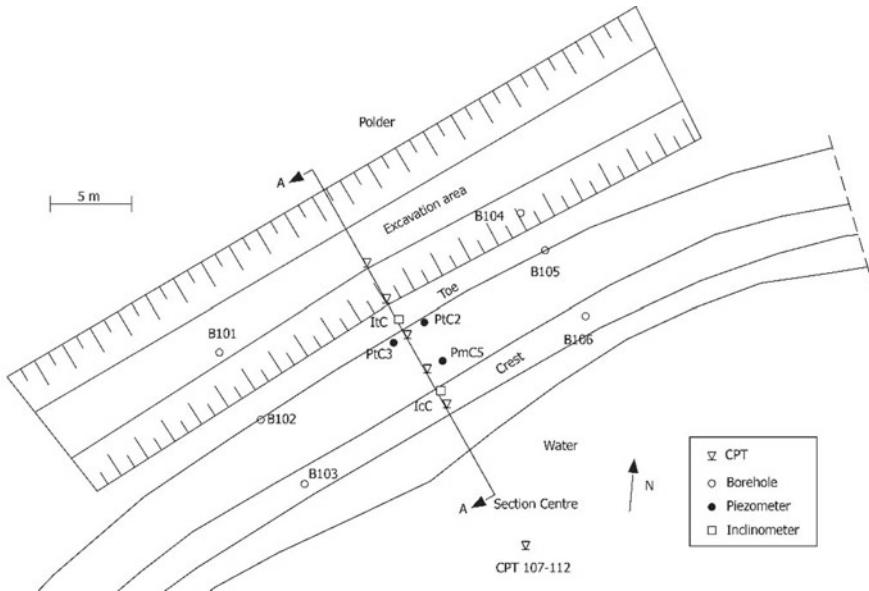 Polder
A
5 m
Excavation area
B104
Toe
B105
ItC
PtC2
B101
PtC3
PmC5
B106
Crest
IcC
B102
Water
B103
A
Section Centre
N
CPT 107-112
CPT
Borehole
Piezometer
Inclinometer